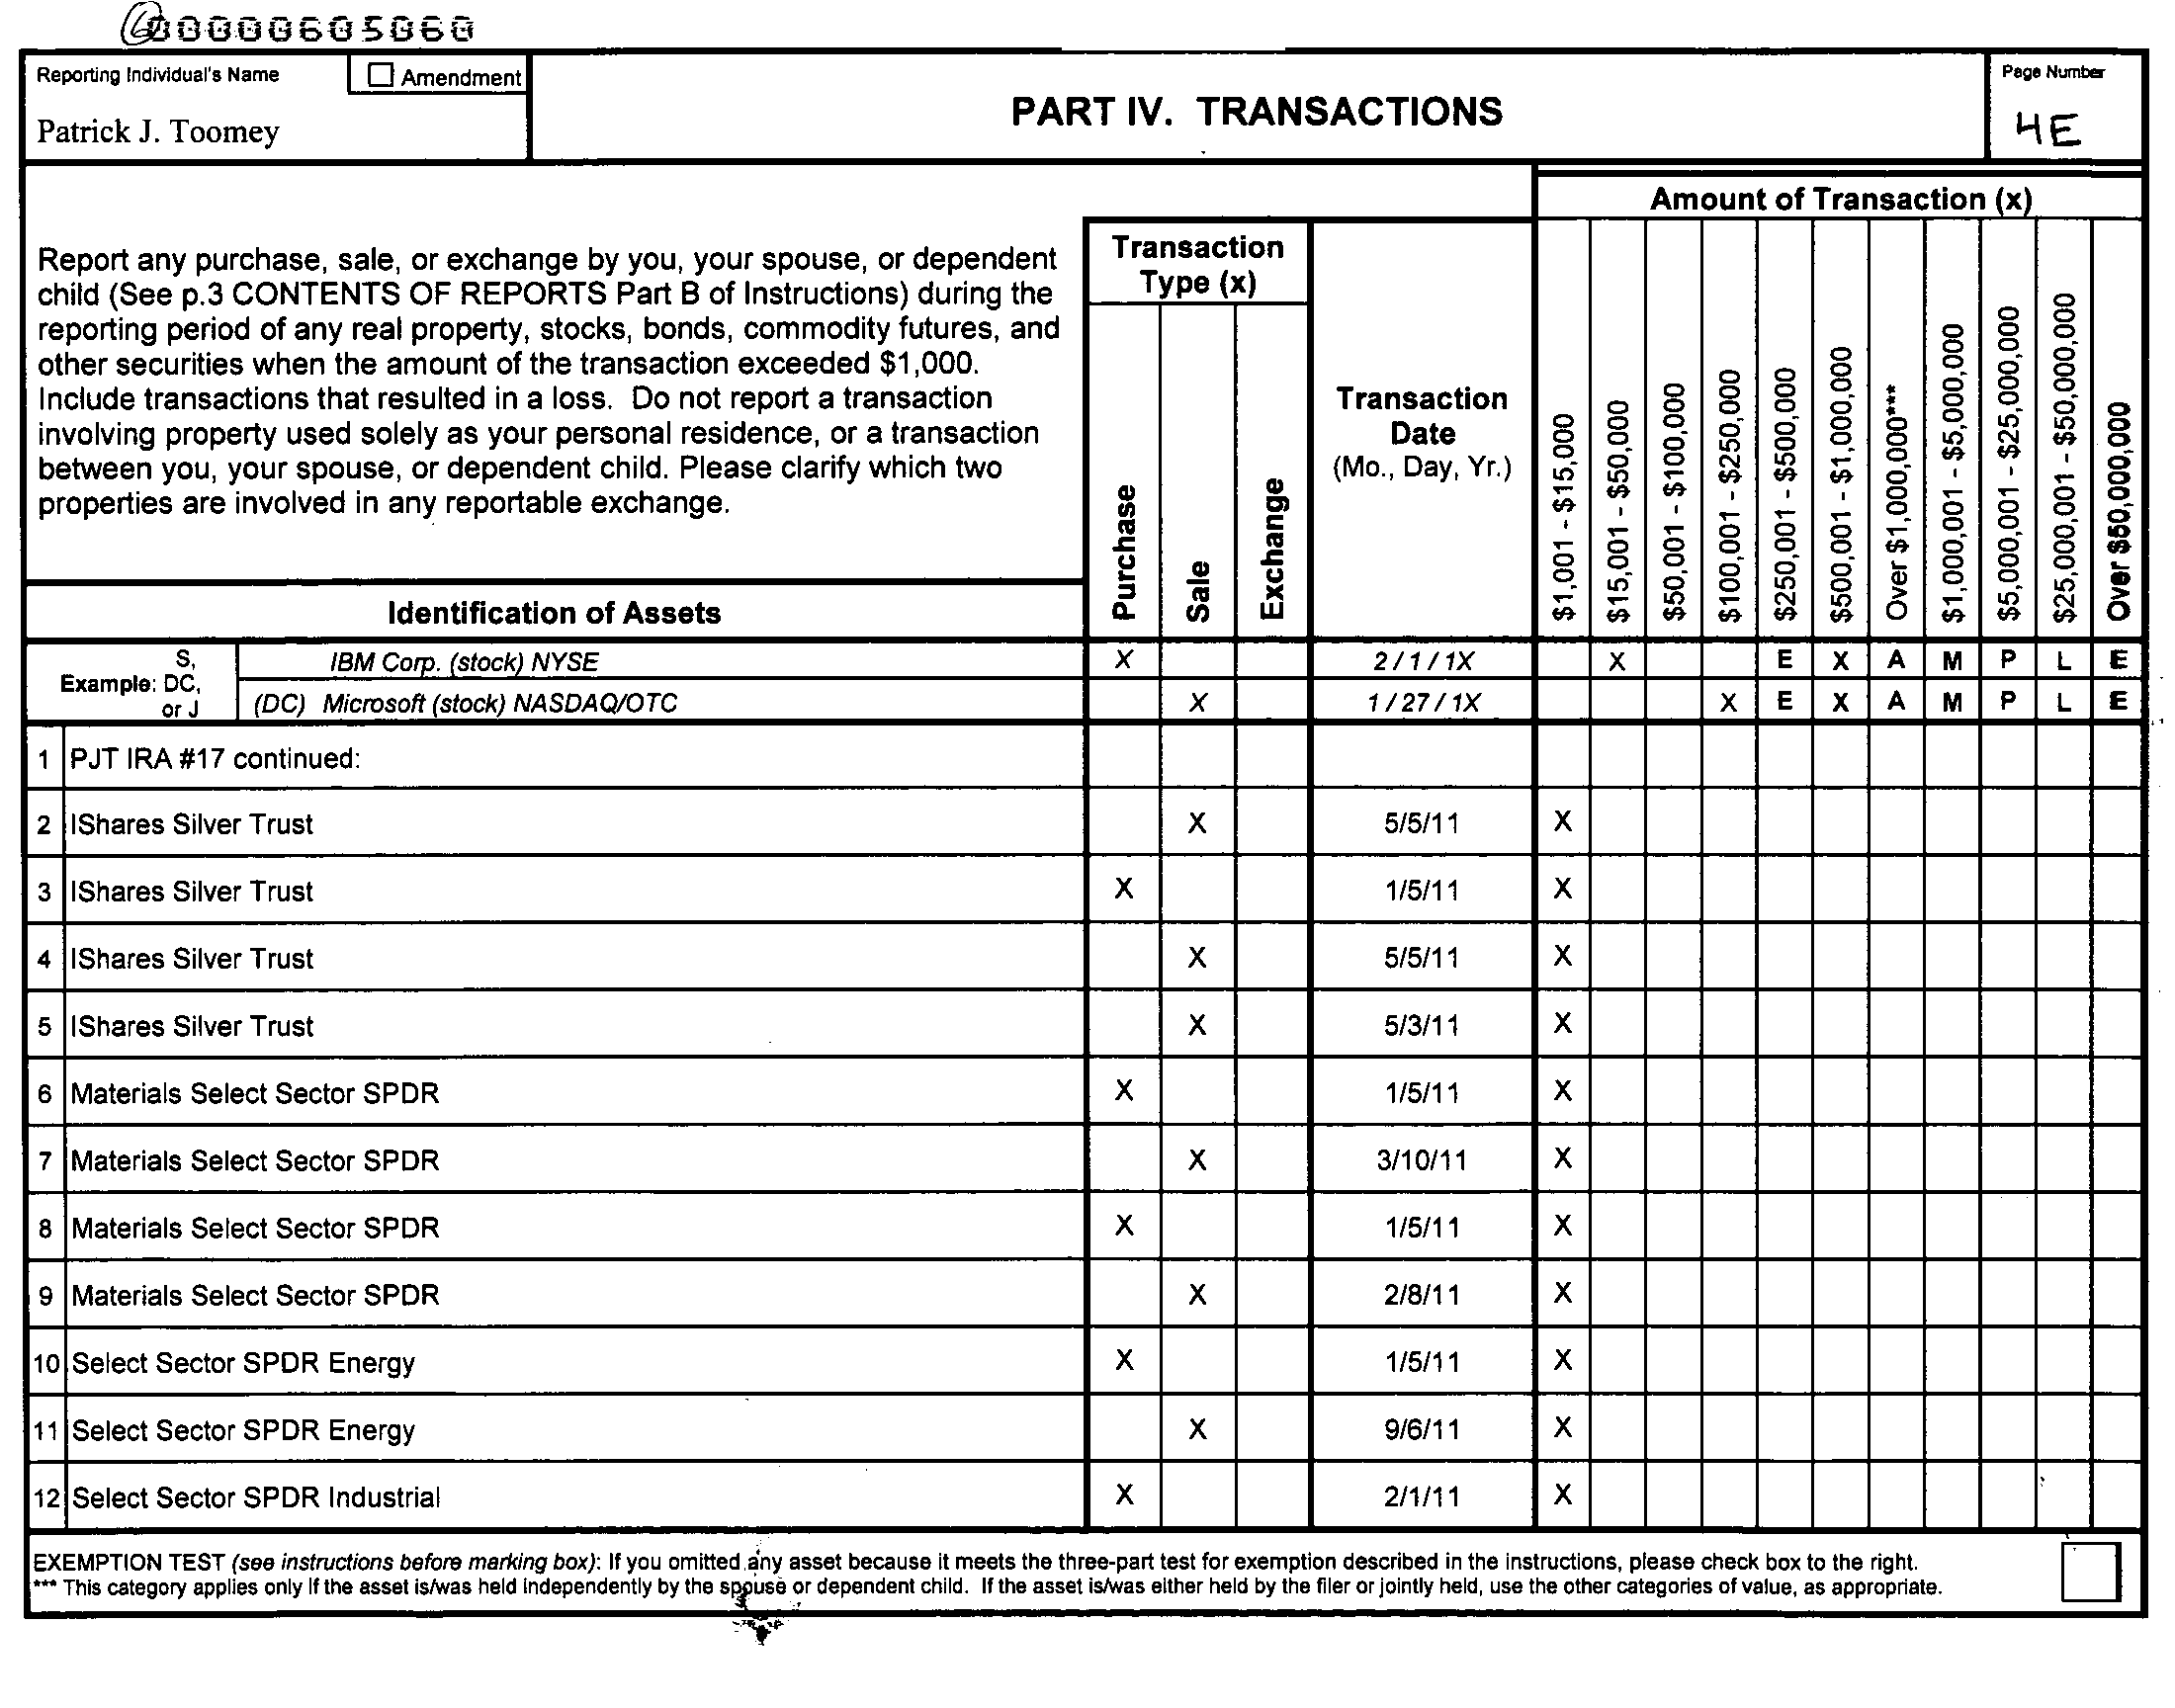 00000605060
Reporting Individual's Name
Amendment
Patrick J. Toomey
PART IV. TRANSACTIONS
Page Number
4E
Amount of Transaction (x)
Report any purchase, sale, or exchange by you, your spouse, or dependent
child (See p.3 CONTENTS OF REPORTS Part B of Instructions) during the
reporting period of any real property, stocks, bonds, commodity futures, and
other securities when the amount of the transaction exceeded $1,000.
Include transactions that resulted in a loss. Do not report a transaction
involving property used solely as your personal residence, or a transaction
between you, your spouse, or dependent child. Please clarify which two
properties are involved in any reportable exchange.
Transaction
Type (x)
Purchase
Sale
Exchange
Transaction
Date
(Mo., Day, Yr.)
$1,001 - $15,000
$15,001 - $50,000
$50,001 - $100,000
$100,001 - $250,000
$250,001 - $500,000
$500,001 - $1,000,000
Over $1,000,000***
$1,000,001 - $5,000,000
$5,000,001 - $25,000,000
$25,000,001 - $50,000,000
Over $50,000,000
Identification of Assets
Example: S, DC, or J
IBM Corp. (stock) NYSE X 2 / 1 / 1X X E X A M P L E
(DC) Microsoft (stock) NASDAQ/OTC X 1 / 27 / 1X X E X A M P L E
1 PJT IRA #17 continued:
2 IShares Silver Trust X 5/5/11 X
3 IShares Silver Trust X 1/5/11 X
4 IShares Silver Trust X 5/5/11 X
5 IShares Silver Trust X 5/3/11 X
6 Materials Select Sector SPDR X 1/5/11 X
7 Materials Select Sector SPDR X 3/10/11 X
8 Materials Select Sector SPDR X 1/5/11 X
9 Materials Select Sector SPDR X 2/8/11 X
10 Select Sector SPDR Energy X 1/5/11 X
11 Select Sector SPDR Energy X 9/6/11 X
12 Select Sector SPDR Industrial X 2/1/11 X
EXEMPTION TEST (see instructions before marking box): If you omitted any asset because it meets the three-part test for exemption described in the instructions, please check box to the right.
*** This category applies only if the asset is/was held independently by the spouse or dependent child. If the asset is/was either held by the filer or jointly held, use the other categories of value, as appropriate.